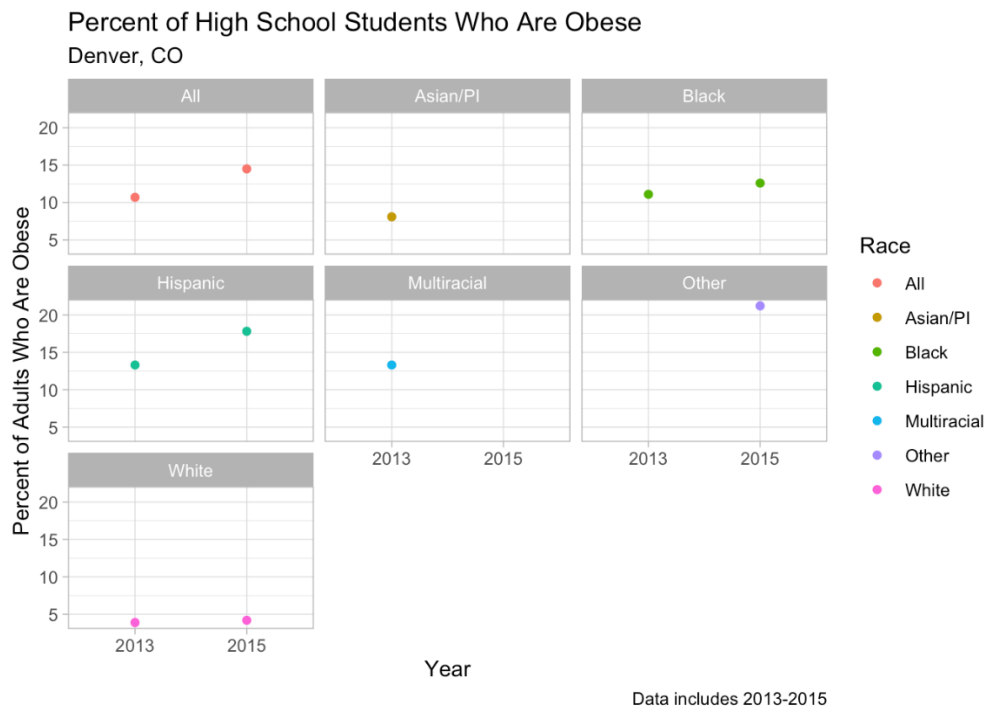 Percent of High School Students Who Are Obese
Denver, CO
All
Asian/PI
Black
20
15
10
5
Hispanic
Multiracial
Other
20
15
10
5
2013
2015
2013
2015
White
20
15
10
5
2013
2015
Percent of Adults Who Are Obese
Year
Race
All
Asian/PI
Black
Hispanic
Multiracial
Other
White
Data includes 2013-2015